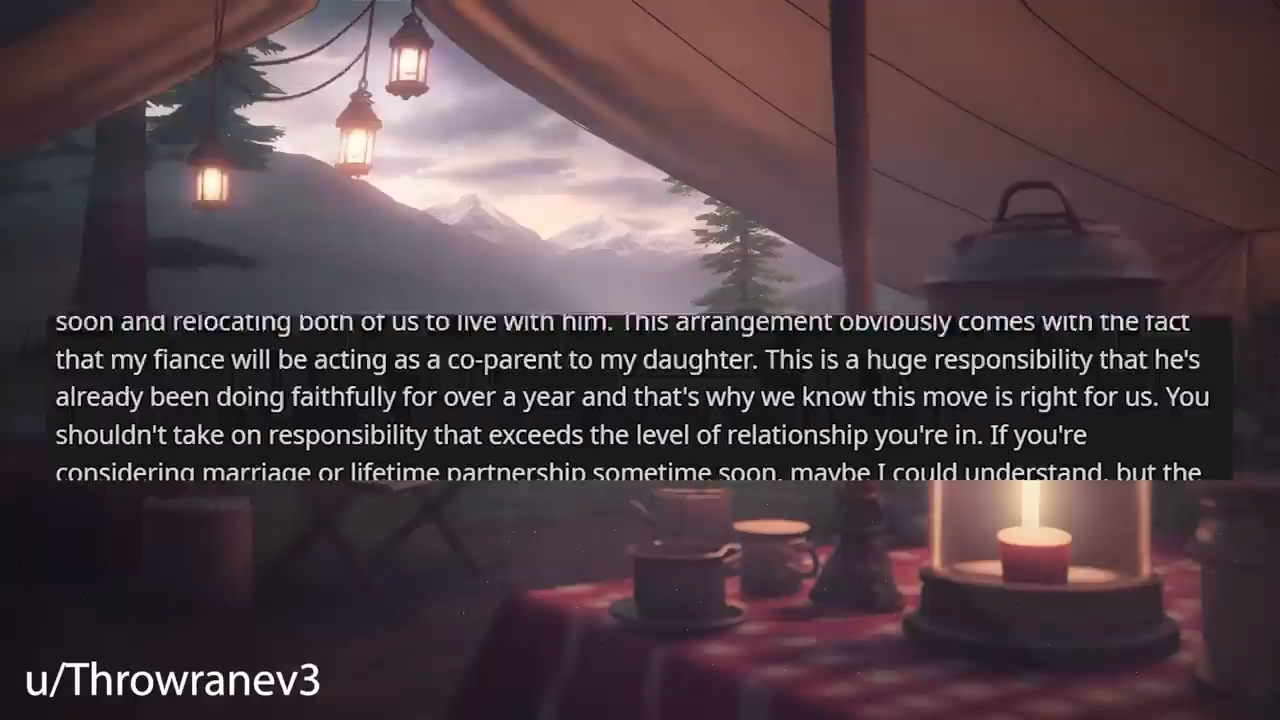 soon and relocating both of us to live with him. This arrangement obviously comes with the fact
that my fiance will be acting as a co-parent to my daughter. This is a huge responsibility that he's
already been doing faithfully for over a year and that's why we know this move is right for us. You
shouldn't take on responsibility that exceeds the level of relationship you're in. If you're
considering marriage or lifetime partnership sometime soon, maybe I could understand, but the
u/Throwranev3